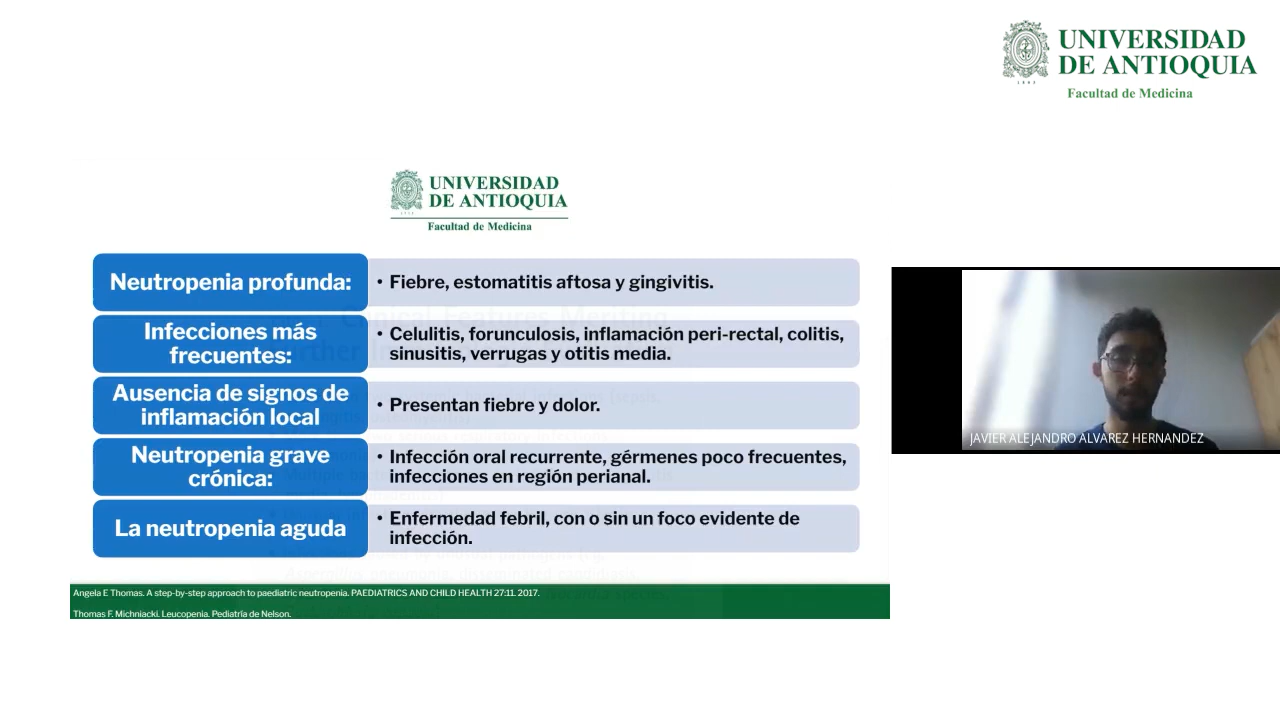 UNIVERSIDAD
DE ANTIOQUIA
Facultad de Medicina
UNIVERSIDAD
DE ANTIOQUIA
Facultad de Medicina
Neutropenia profunda:
• Fiebre, estomatitis aftosa y gingivitis.
Infecciones más
frecuentes:
• Celulitis, forunculosis, inflamación peri-rectal, colitis,
sinusitis, verrugas y otitis media.
Ausencia de signos de
inflamación local
• Presentan fiebre y dolor.
Neutropenia grave
crónica:
• Infección oral recurrente, gérmenes poco frecuentes,
infecciones en región perianal.
La neutropenia aguda
• Enfermedad febril, con o sin un foco evidente de
infección.
JAVIER ALEJANDRO ALVAREZ HERNANDEZ
Angela E Thomas. A step-by-step approach to paediatric neutropenia. PAEDIATRICS AND CHILD HEALTH 27:11. 2017.
Thomas F. Michniacki. Leucopenia. Pediatría de Nelson.